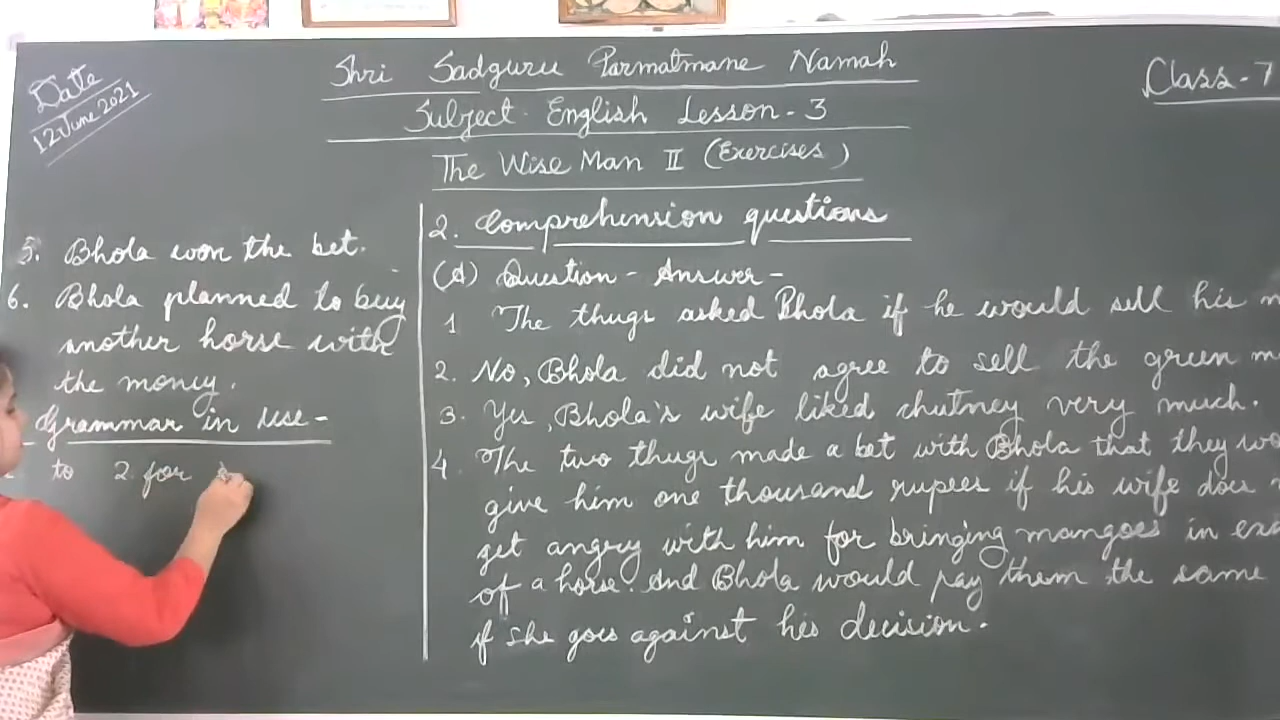 Date
12 June 2021
Shri Sadguru Parmatmane Namah
Class - 7
Subject - English Lesson - 3
The Wise Man II (Exercises)
2. Comprehension questions
(A) Question - Answer -
1 The thugs asked Bhola if he would sell his
2. No, Bhola did not agree to sell the green
3. Yes, Bhola's wife liked chutney very much.
4. The two thugs made a bet with Bhola that they
give him one thousand rupees if his wife does
get angry with him for bringing mangoes in
of a horse. And Bhola would pay them the same
if she goes against his decision.
5. Bhola won the bet.
6. Bhola planned to buy
another horse with
the money.
Grammar in use -
to 2. for